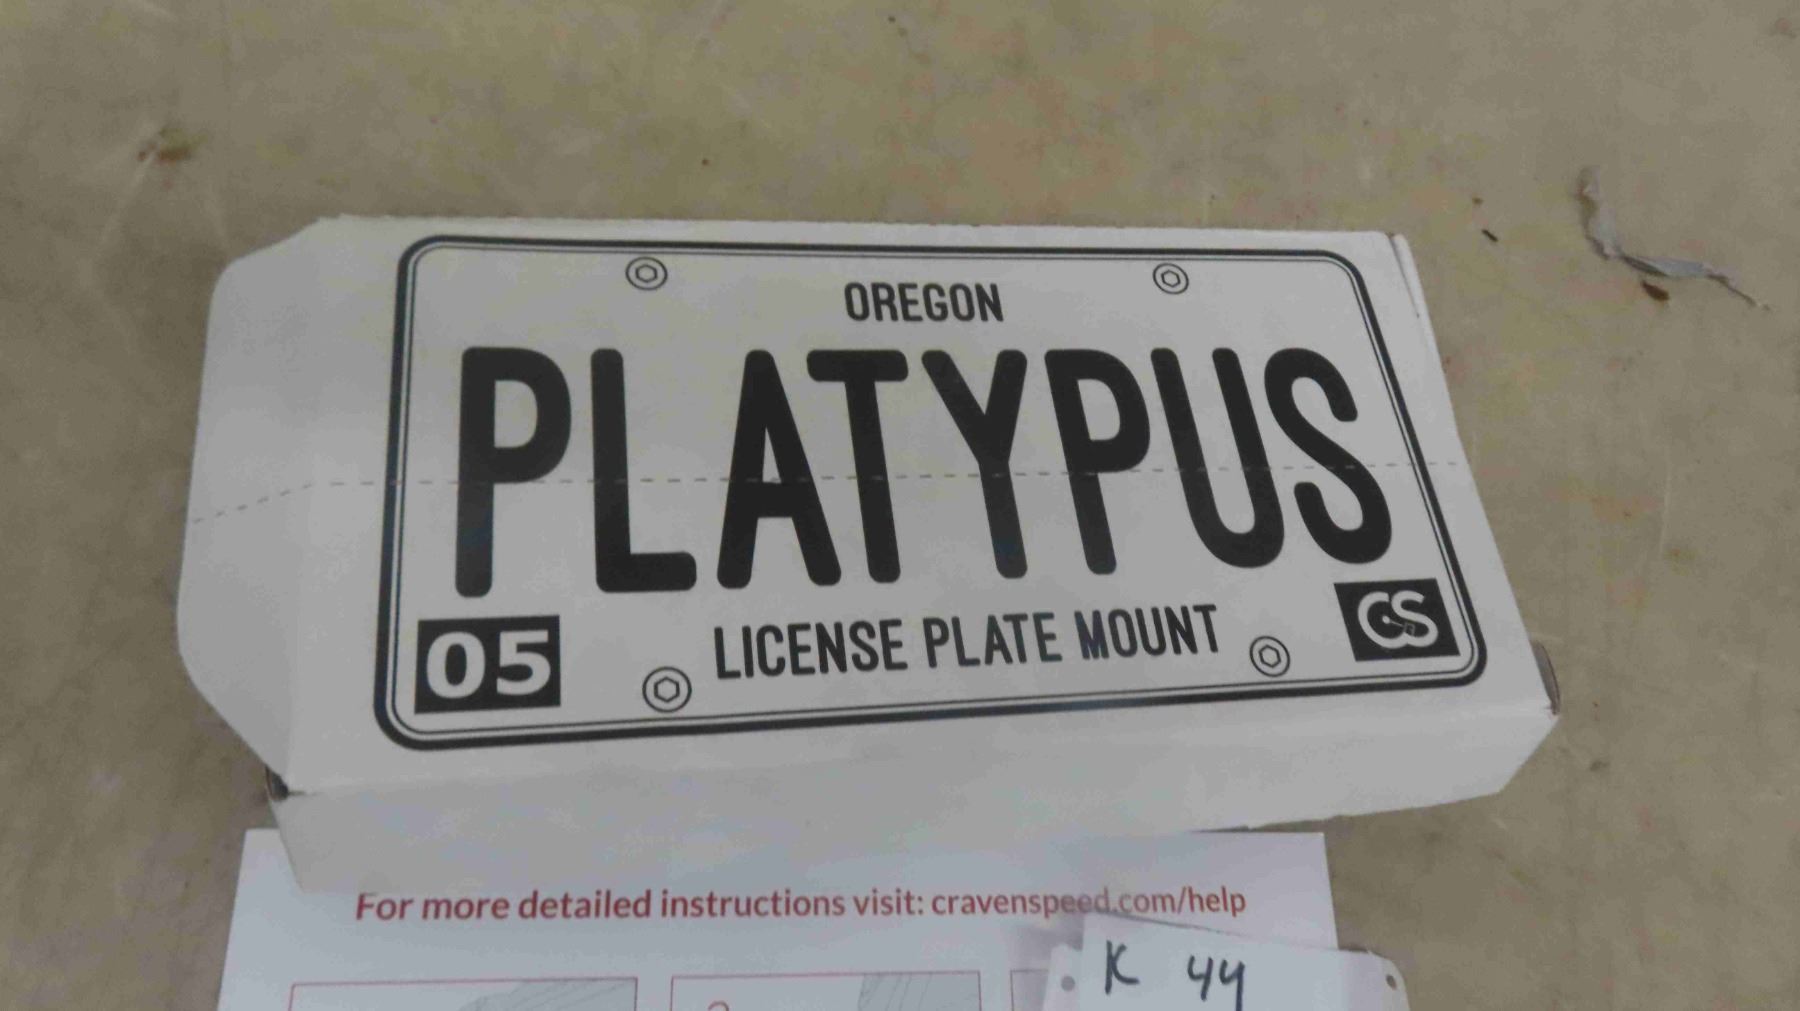 OREGON
PLATYPUS
05
LICENSE PLATE MOUNT
CS
For more detailed instructions visit: cravenspeed.com/help
K 44